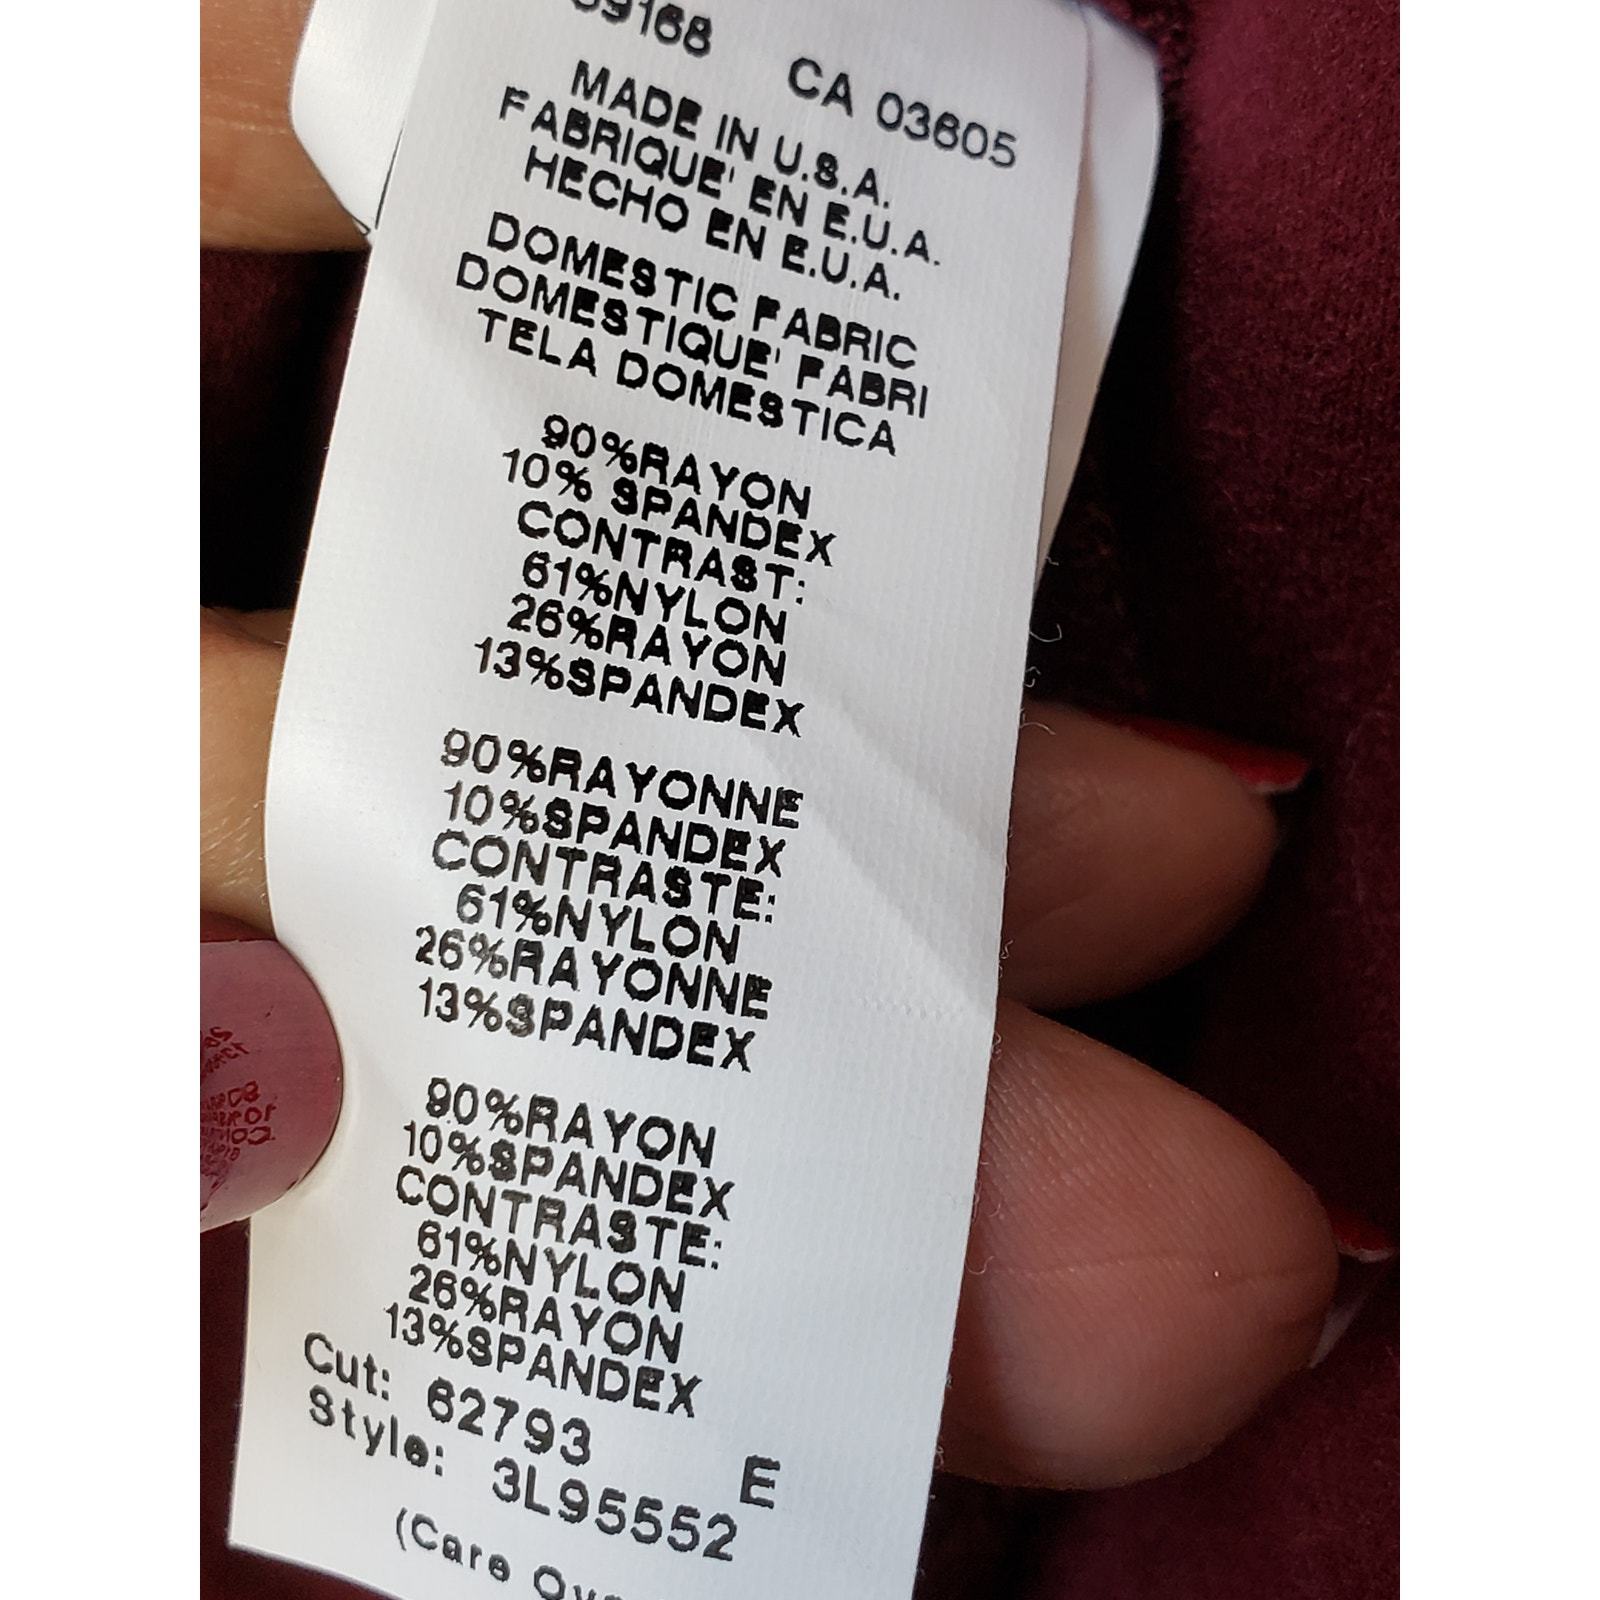 CA 03605
MADE IN U.S.A.
FABRIQUE' EN E.U.A.
HECHO EN E.U.A.
DOMESTIC FABRIC
DOMESTIQUE' FABRI
TELA DOMESTICA
90%RAYON
10% SPANDEX
CONTRAST:
61%NYLON
26%RAYON
13%SPANDEX
90%RAYONNE
10%SPANDEX
CONTRASTE:
61%NYLON
26%RAYONNE
13%SPANDEX
90%RAYON
10%SPANDEX
CONTRASTE:
61%NYLON
26%RAYON
13%SPANDEX
Cut: 62793 E
Style: 3L95552
(Care